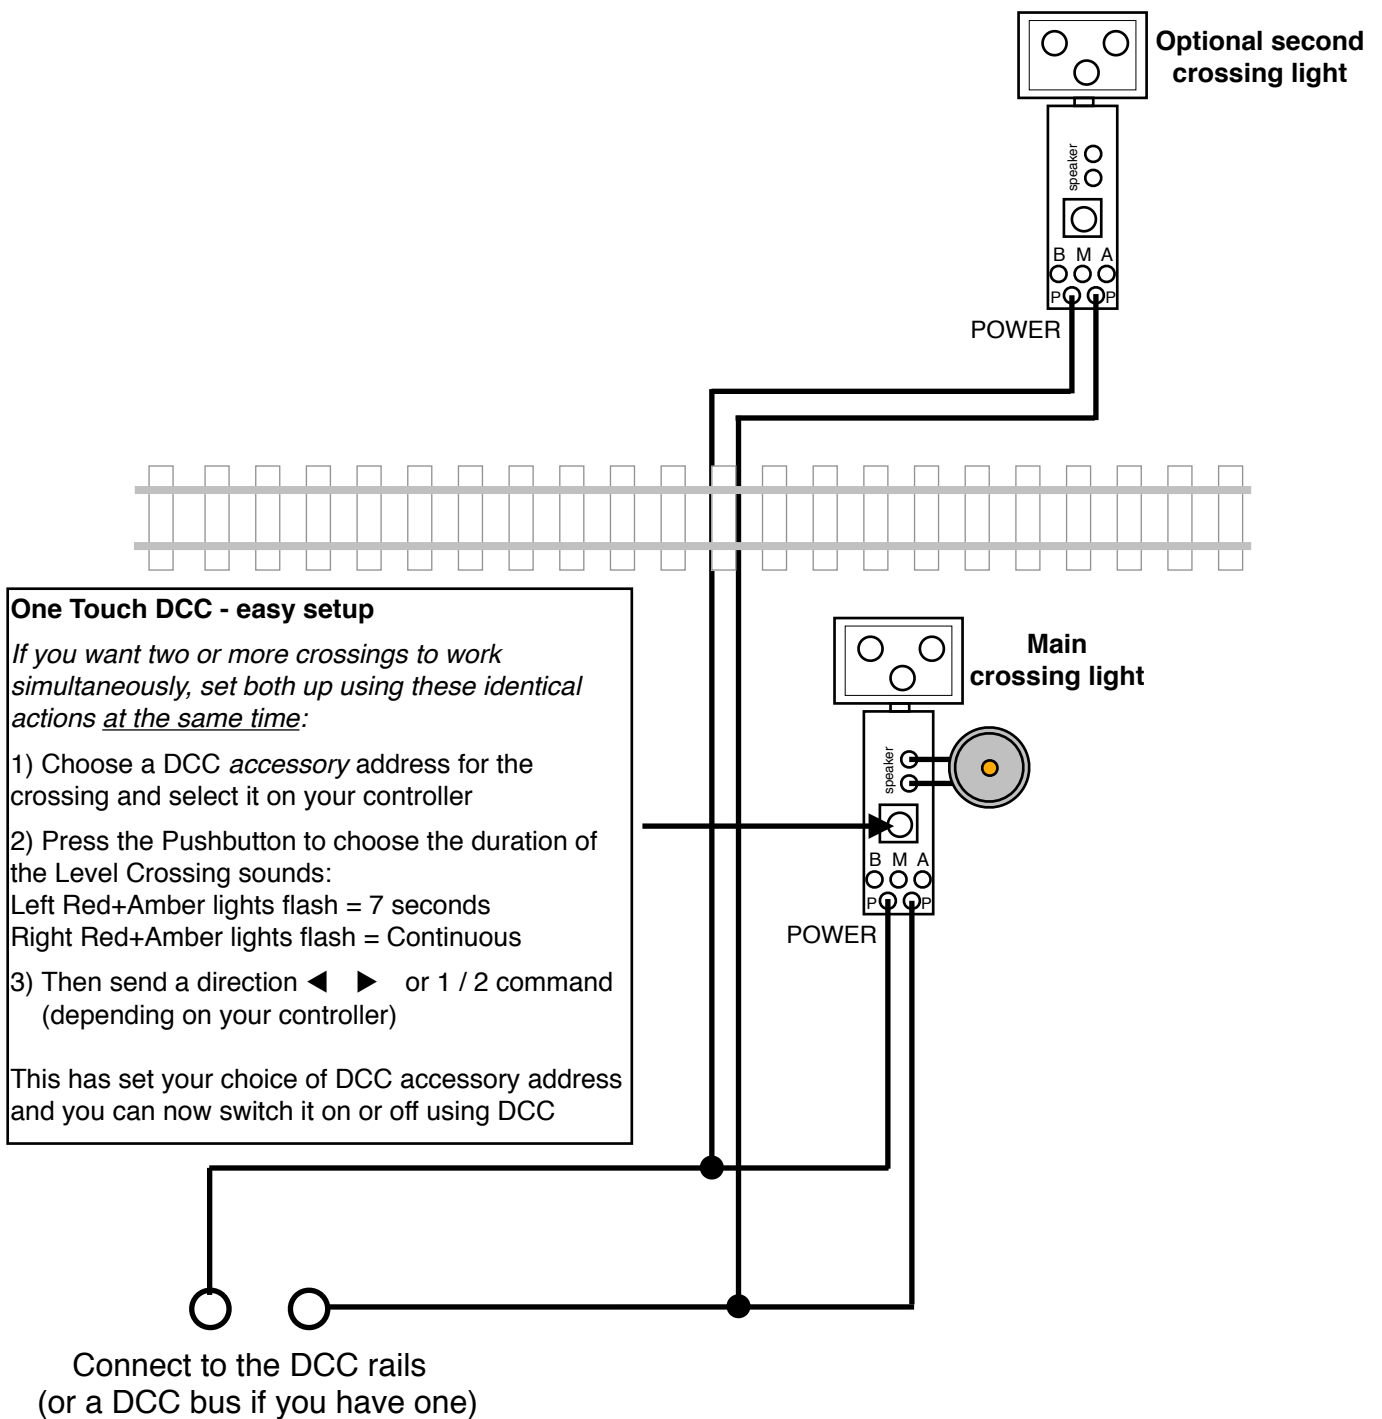 Optional second
crossing light
speaker
B M A
P P
POWER
One Touch DCC - easy setup
If you want two or more crossings to work
simultaneously, set both up using these identical
actions at the same time:
1) Choose a DCC accessory address for the
crossing and select it on your controller
2) Press the Pushbutton to choose the duration of
the Level Crossing sounds:
Left Red+Amber lights flash = 7 seconds
Right Red+Amber lights flash = Continuous
3) Then send a direction ◀ ▶ or 1 / 2 command
(depending on your controller)
This has set your choice of DCC accessory address
and you can now switch it on or off using DCC
Main
crossing light
speaker
B M A
P P
POWER
Connect to the DCC rails
(or a DCC bus if you have one)